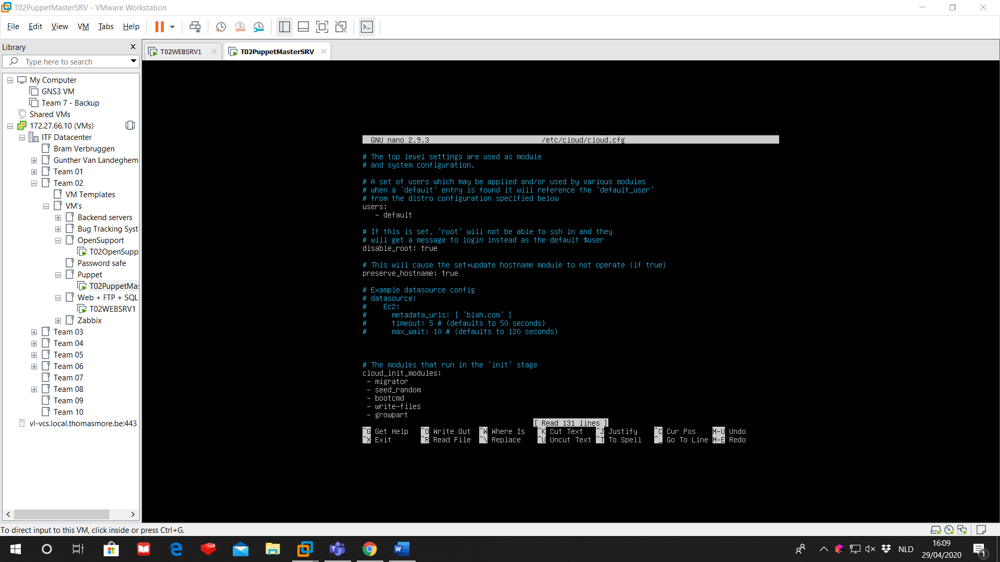 T02PuppetMasterSRV - VMware Workstation
File Edit View VM Tabs Help
Library
T02WEBSRV1
T02PuppetMasterSRV
Type here to search
My Computer
GNS3 VM
Team 7 - Backup
Shared VMs
172.27.66.10 (VMs)
ITF Datacenter
Bram Verbruggen
Gunther Van Landeghem
Team 01
Team 02
VM Templates
VM's
Backend servers
Bug Tracking Syst
OpenSupport
T02OpenSupp
Password safe
Puppet
T02PuppetMas
Web + FTP + SQL
T02WEBSRV1
Zabbix
Team 03
Team 04
Team 05
Team 06
Team 07
Team 08
Team 09
Team 10
vl-vcs.local.thomasmore.be:443
GNU nano 2.9.3 /etc/cloud/cloud.cfg
# The top level settings are used as module
# and system configuration.
# A set of users which may be applied and/or used by various modules
# when a 'default' entry is found it will reference the 'default_user'
# from the distro configuration specified below
users:
- default
# If this is set, 'root' will not be able to ssh in and they
# will get a message to login instead as the default $user
disable_root: true
# This will cause the set+update hostname module to not operate (if true)
preserve_hostname: true
# Example datasource config
# datasource:
# Ec2:
# metadata_urls: [ 'blah.com' ]
# timeout: 5 # (defaults to 50 seconds)
# max_wait: 10 # (defaults to 120 seconds)
# The modules that run in the 'init' stage
cloud_init_modules:
- migrator
- seed_random
- bootcmd
- write-files
- growpart
[ Read 131 lines ]
^G Get Help ^O Write Out ^W Where Is ^K Cut Text ^J Justify ^C Cur Pos M-U Undo
^X Exit ^R Read File ^\ Replace ^U Uncut Text ^T To Spell ^_ Go To Line M-E Redo
To direct input to this VM, click inside or press Ctrl+G.
NLD
16:09
29/04/2020
1